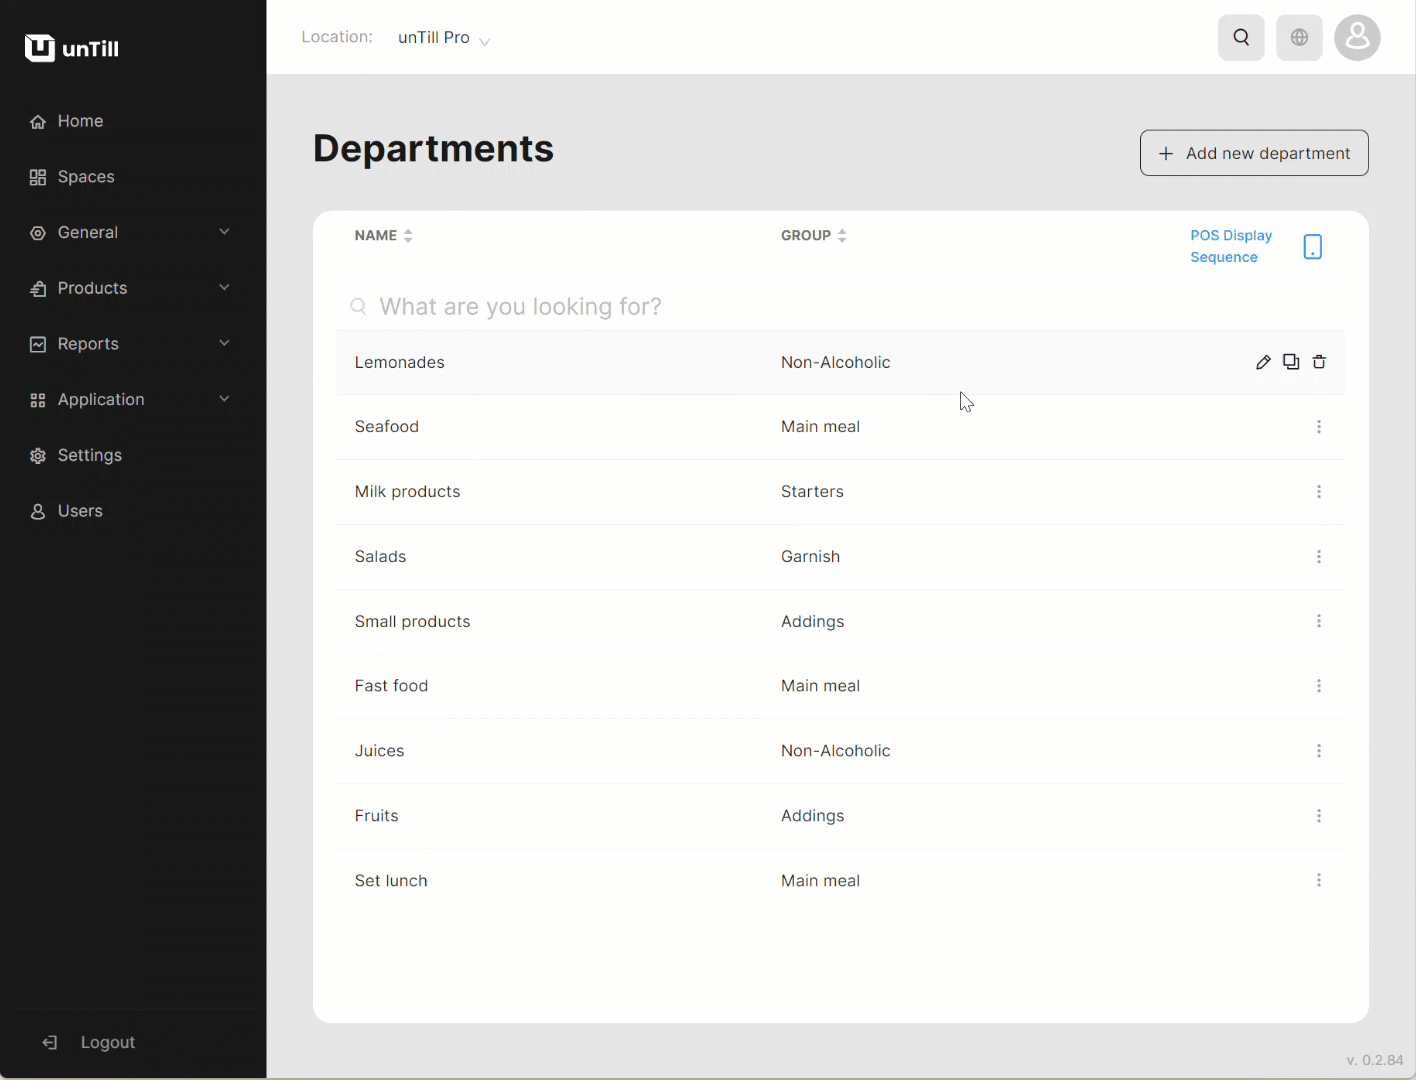 unTill
Location: unTill Pro
Home
Spaces
General
Products
Reports
Application
Settings
Users
Logout
Departments
+ Add new department
NAME GROUP POS Display
Sequence
What are you looking for?
Lemonades Non-Alcoholic
Seafood Main meal
Milk products Starters
Salads Garnish
Small products Addings
Fast food Main meal
Juices Non-Alcoholic
Fruits Addings
Set lunch Main meal
v. 0.2.84